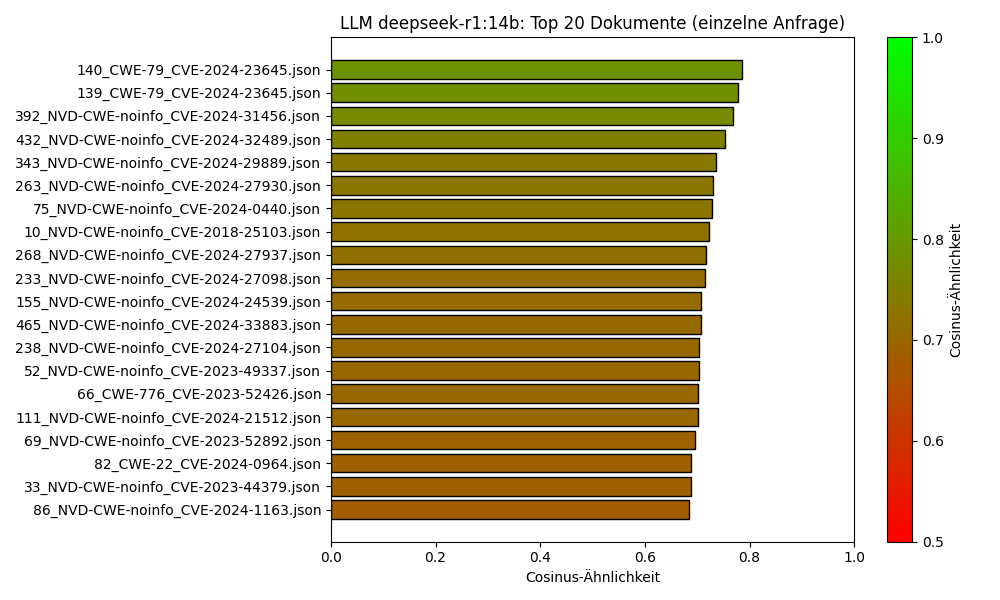 LLM deepseek-r1:14b: Top 20 Dokumente (einzelne Anfrage)
140_CWE-79_CVE-2024-23645.json
139_CWE-79_CVE-2024-23645.json
392_NVD-CWE-noinfo_CVE-2024-31456.json
432_NVD-CWE-noinfo_CVE-2024-32489.json
343_NVD-CWE-noinfo_CVE-2024-29889.json
263_NVD-CWE-noinfo_CVE-2024-27930.json
75_NVD-CWE-noinfo_CVE-2024-0440.json
10_NVD-CWE-noinfo_CVE-2018-25103.json
268_NVD-CWE-noinfo_CVE-2024-27937.json
233_NVD-CWE-noinfo_CVE-2024-27098.json
155_NVD-CWE-noinfo_CVE-2024-24539.json
465_NVD-CWE-noinfo_CVE-2024-33883.json
238_NVD-CWE-noinfo_CVE-2024-27104.json
52_NVD-CWE-noinfo_CVE-2023-49337.json
66_CWE-776_CVE-2023-52426.json
111_NVD-CWE-noinfo_CVE-2024-21512.json
69_NVD-CWE-noinfo_CVE-2023-52892.json
82_CWE-22_CVE-2024-0964.json
33_NVD-CWE-noinfo_CVE-2023-44379.json
86_NVD-CWE-noinfo_CVE-2024-1163.json
0.0 0.2 0.4 0.6 0.8 1.0
Cosinus-Ähnlichkeit
1.0
0.9
0.8
0.7
0.6
0.5
Cosinus-Ähnlichkeit